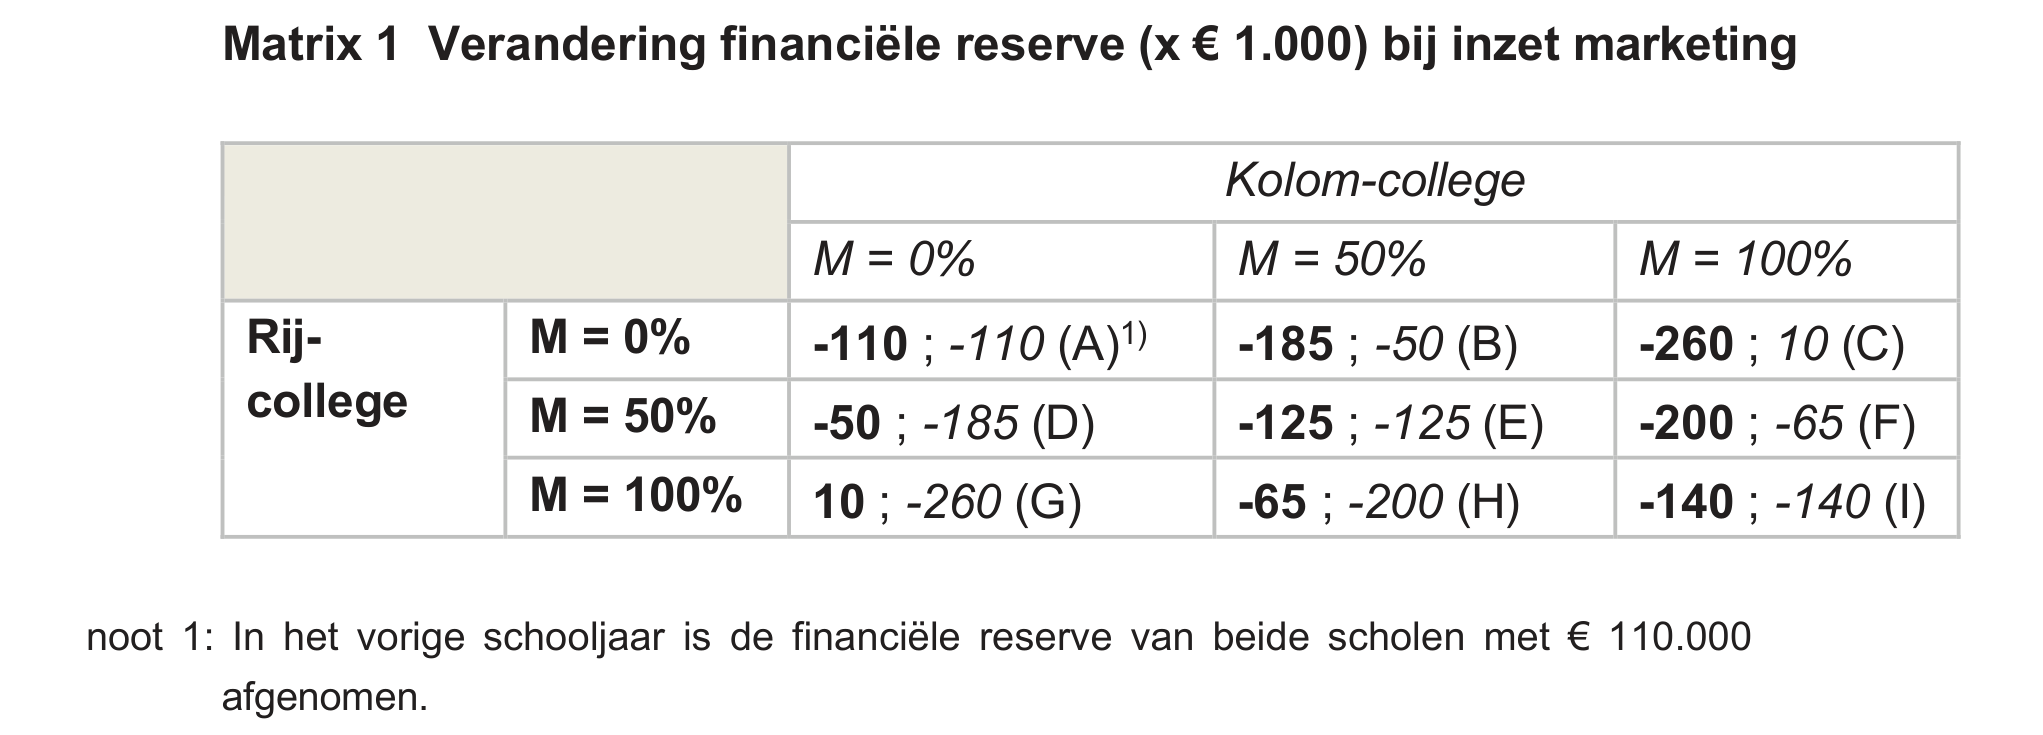 Matrix 1 Verandering financiële reserve (x € 1.000) bij inzet marketing
Kolom-college
M = 0% M = 50% M = 100%
Rij-college M = 0% -110 ; -110 (A)1) -185 ; -50 (B) -260 ; 10 (C)
M = 50% -50 ; -185 (D) -125 ; -125 (E) -200 ; -65 (F)
M = 100% 10 ; -260 (G) -65 ; -200 (H) -140 ; -140 (I)
noot 1: In het vorige schooljaar is de financiële reserve van beide scholen met € 110.000
afgenomen.